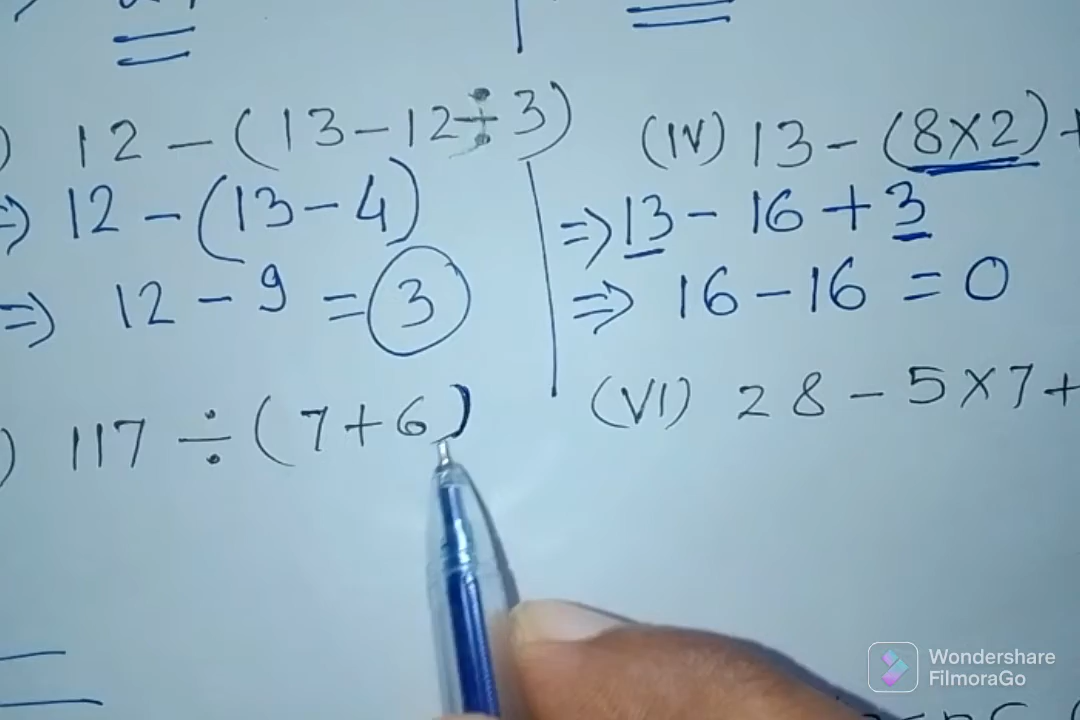 ) 12 - (13 - 12 ÷ 3)
⇒ 12 - (13 - 4)
⇒ 12 - 9 = 3
(IV) 13 - (8 × 2) +
⇒ 13 - 16 + 3
⇒ 16 - 16 = 0
) 117 ÷ (7 + 6)
(VI) 28 - 5 × 7 +
Wondershare
FilmoraGo